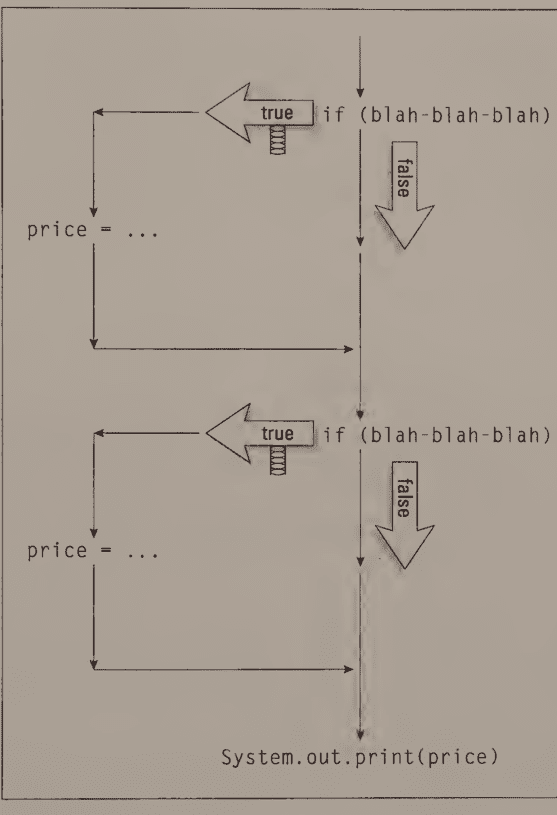 true if (blah-blah-blah)
false
price = ...
true if (blah-blah-blah)
false
price = ...
System.out.print(price)